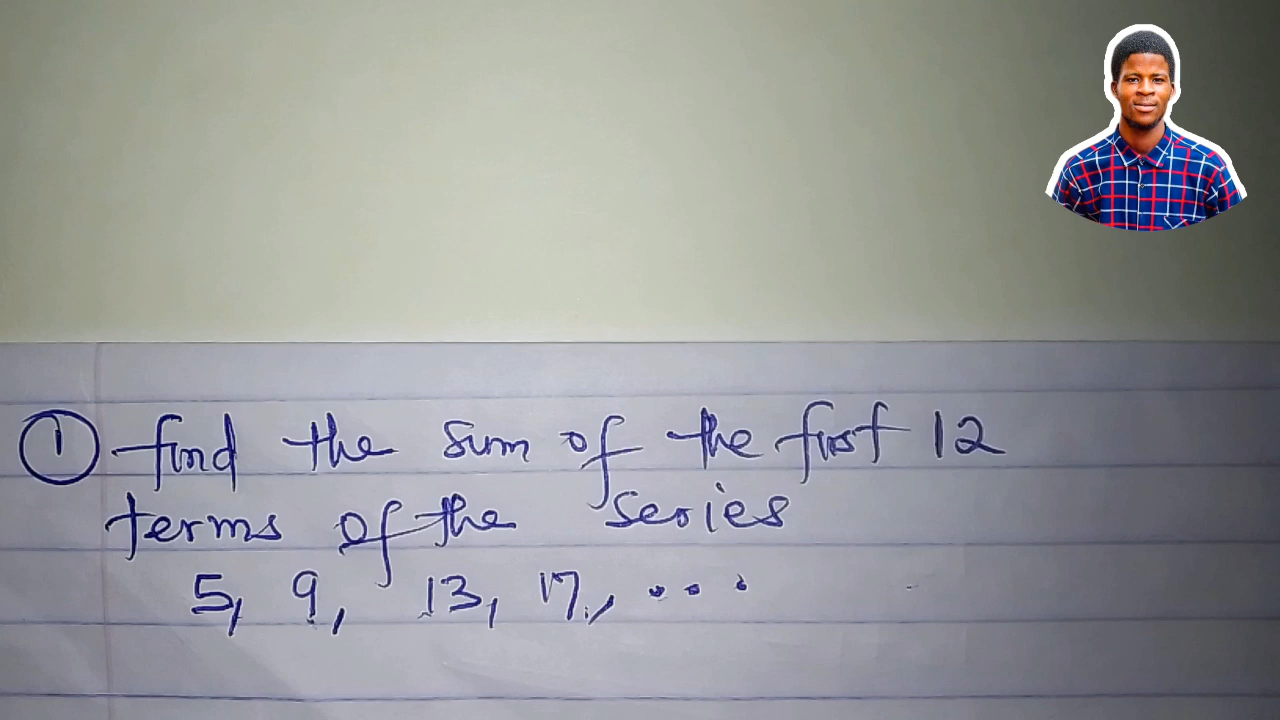 ① find the sum of the first 12
terms of the series
5, 9, 13, 17, ...